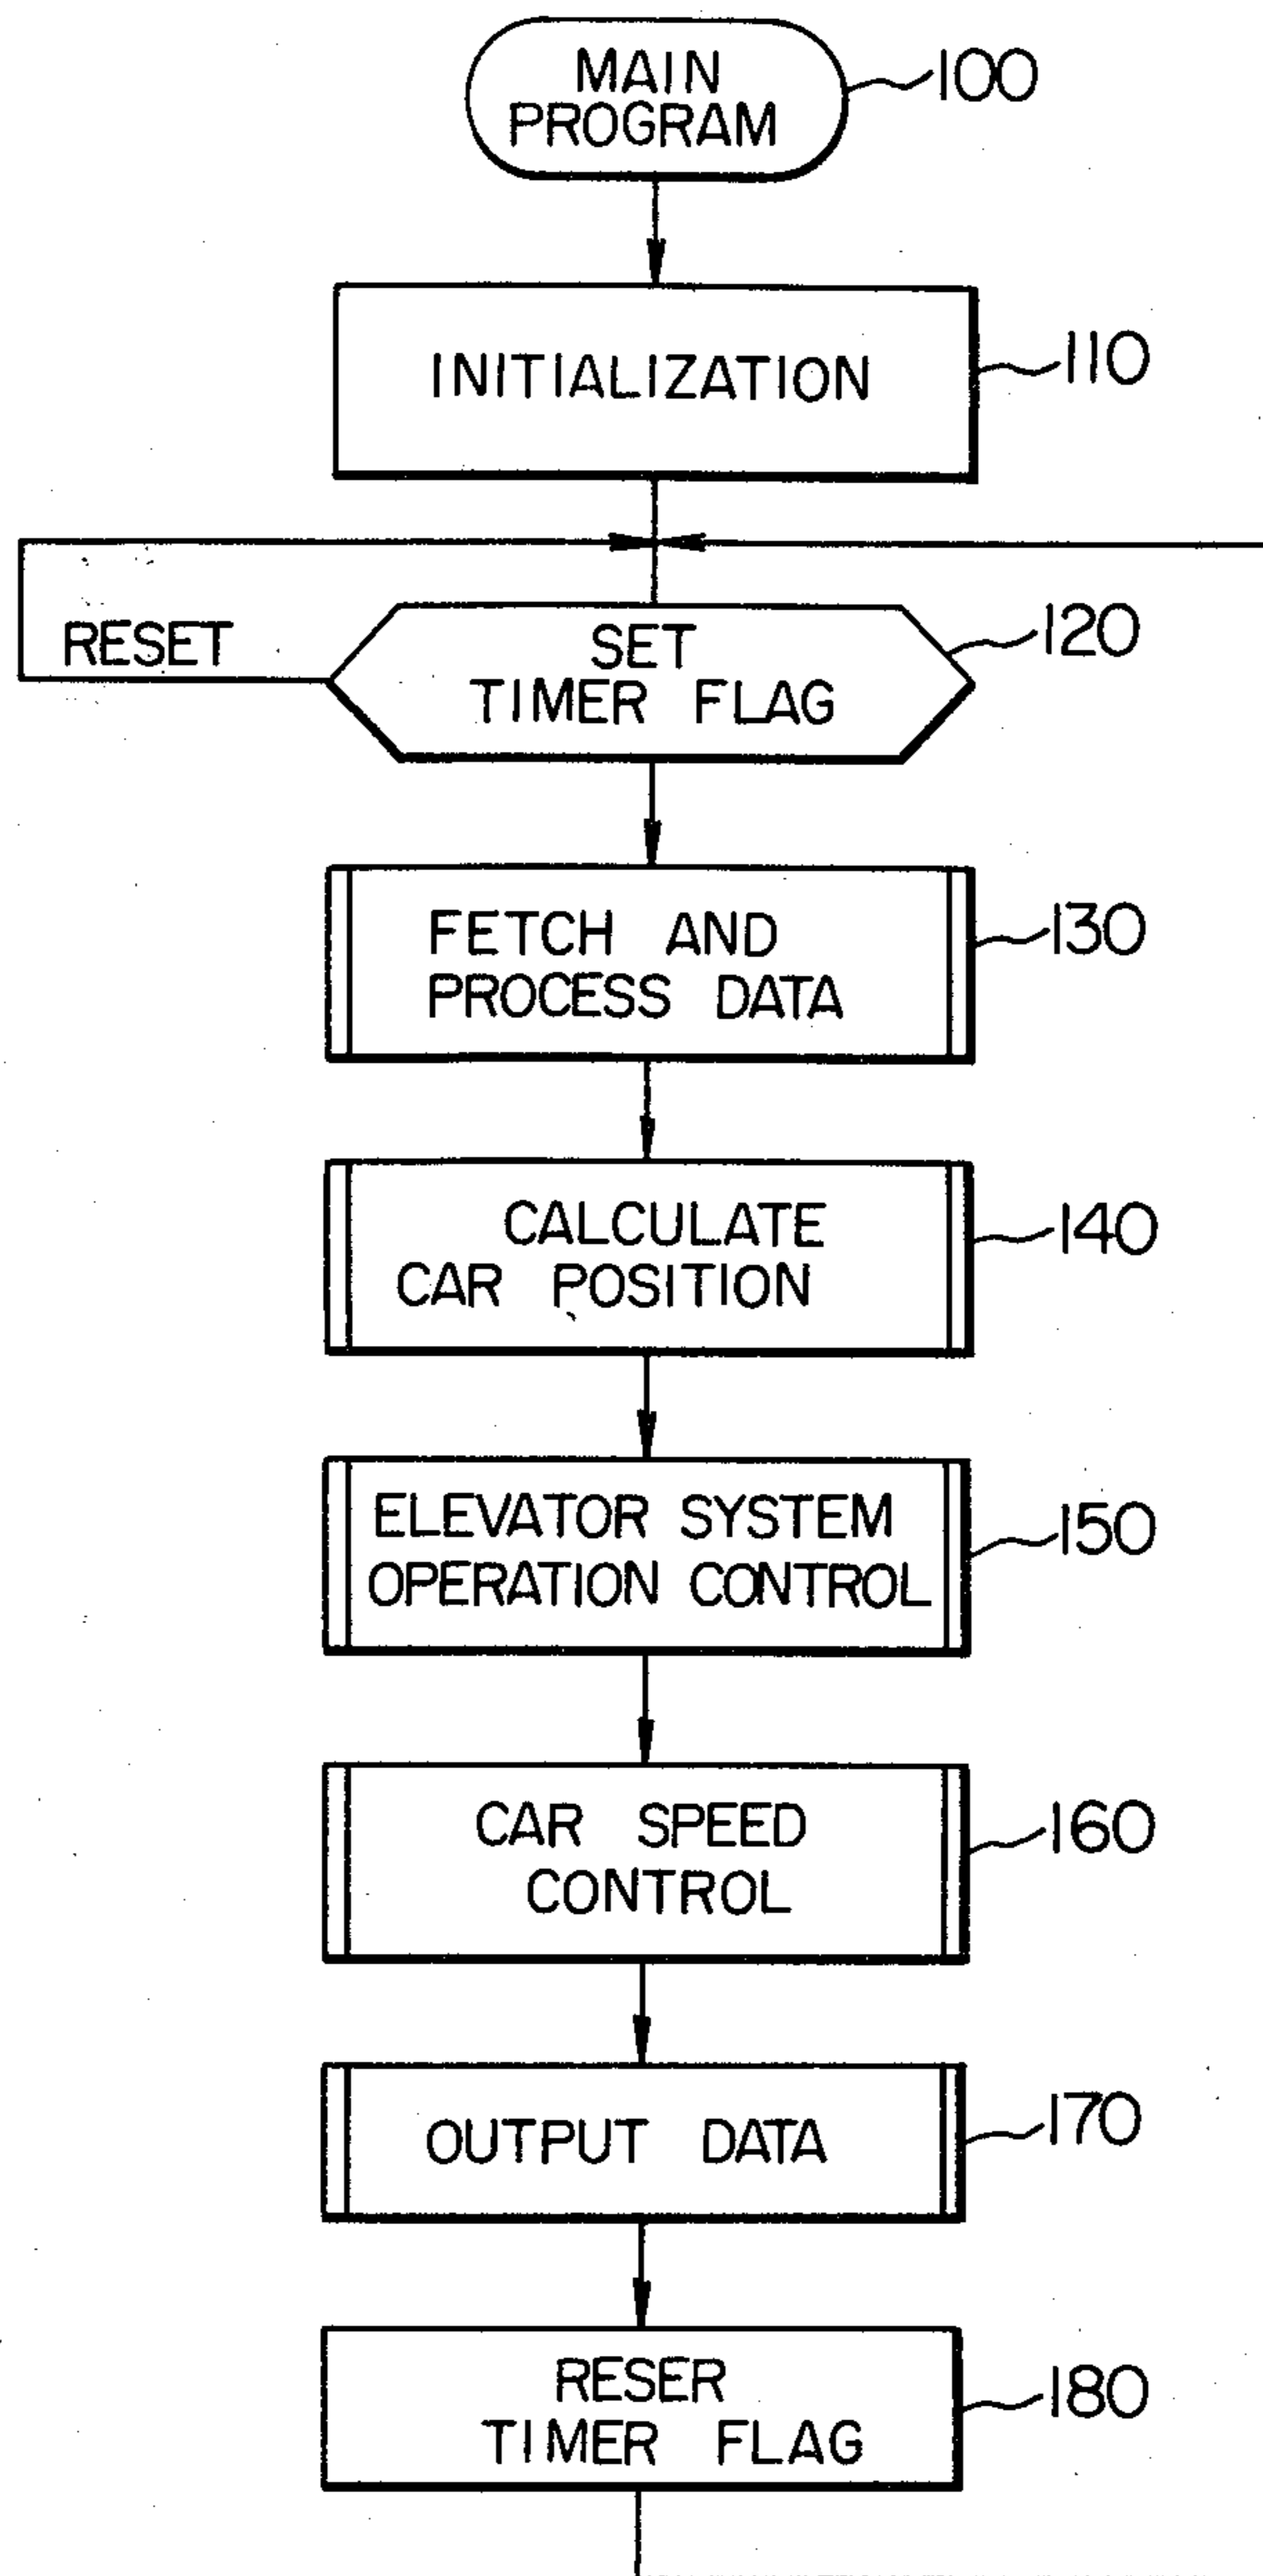 MAIN
PROGRAM
100
INITIALIZATION
110
RESET
SET
TIMER FLAG
120
FETCH AND
PROCESS DATA
130
CALCULATE
CAR POSITION
140
ELEVATOR SYSTEM
OPERATION CONTROL
150
CAR SPEED
CONTROL
160
OUTPUT DATA
170
RESER
TIMER FLAG
180